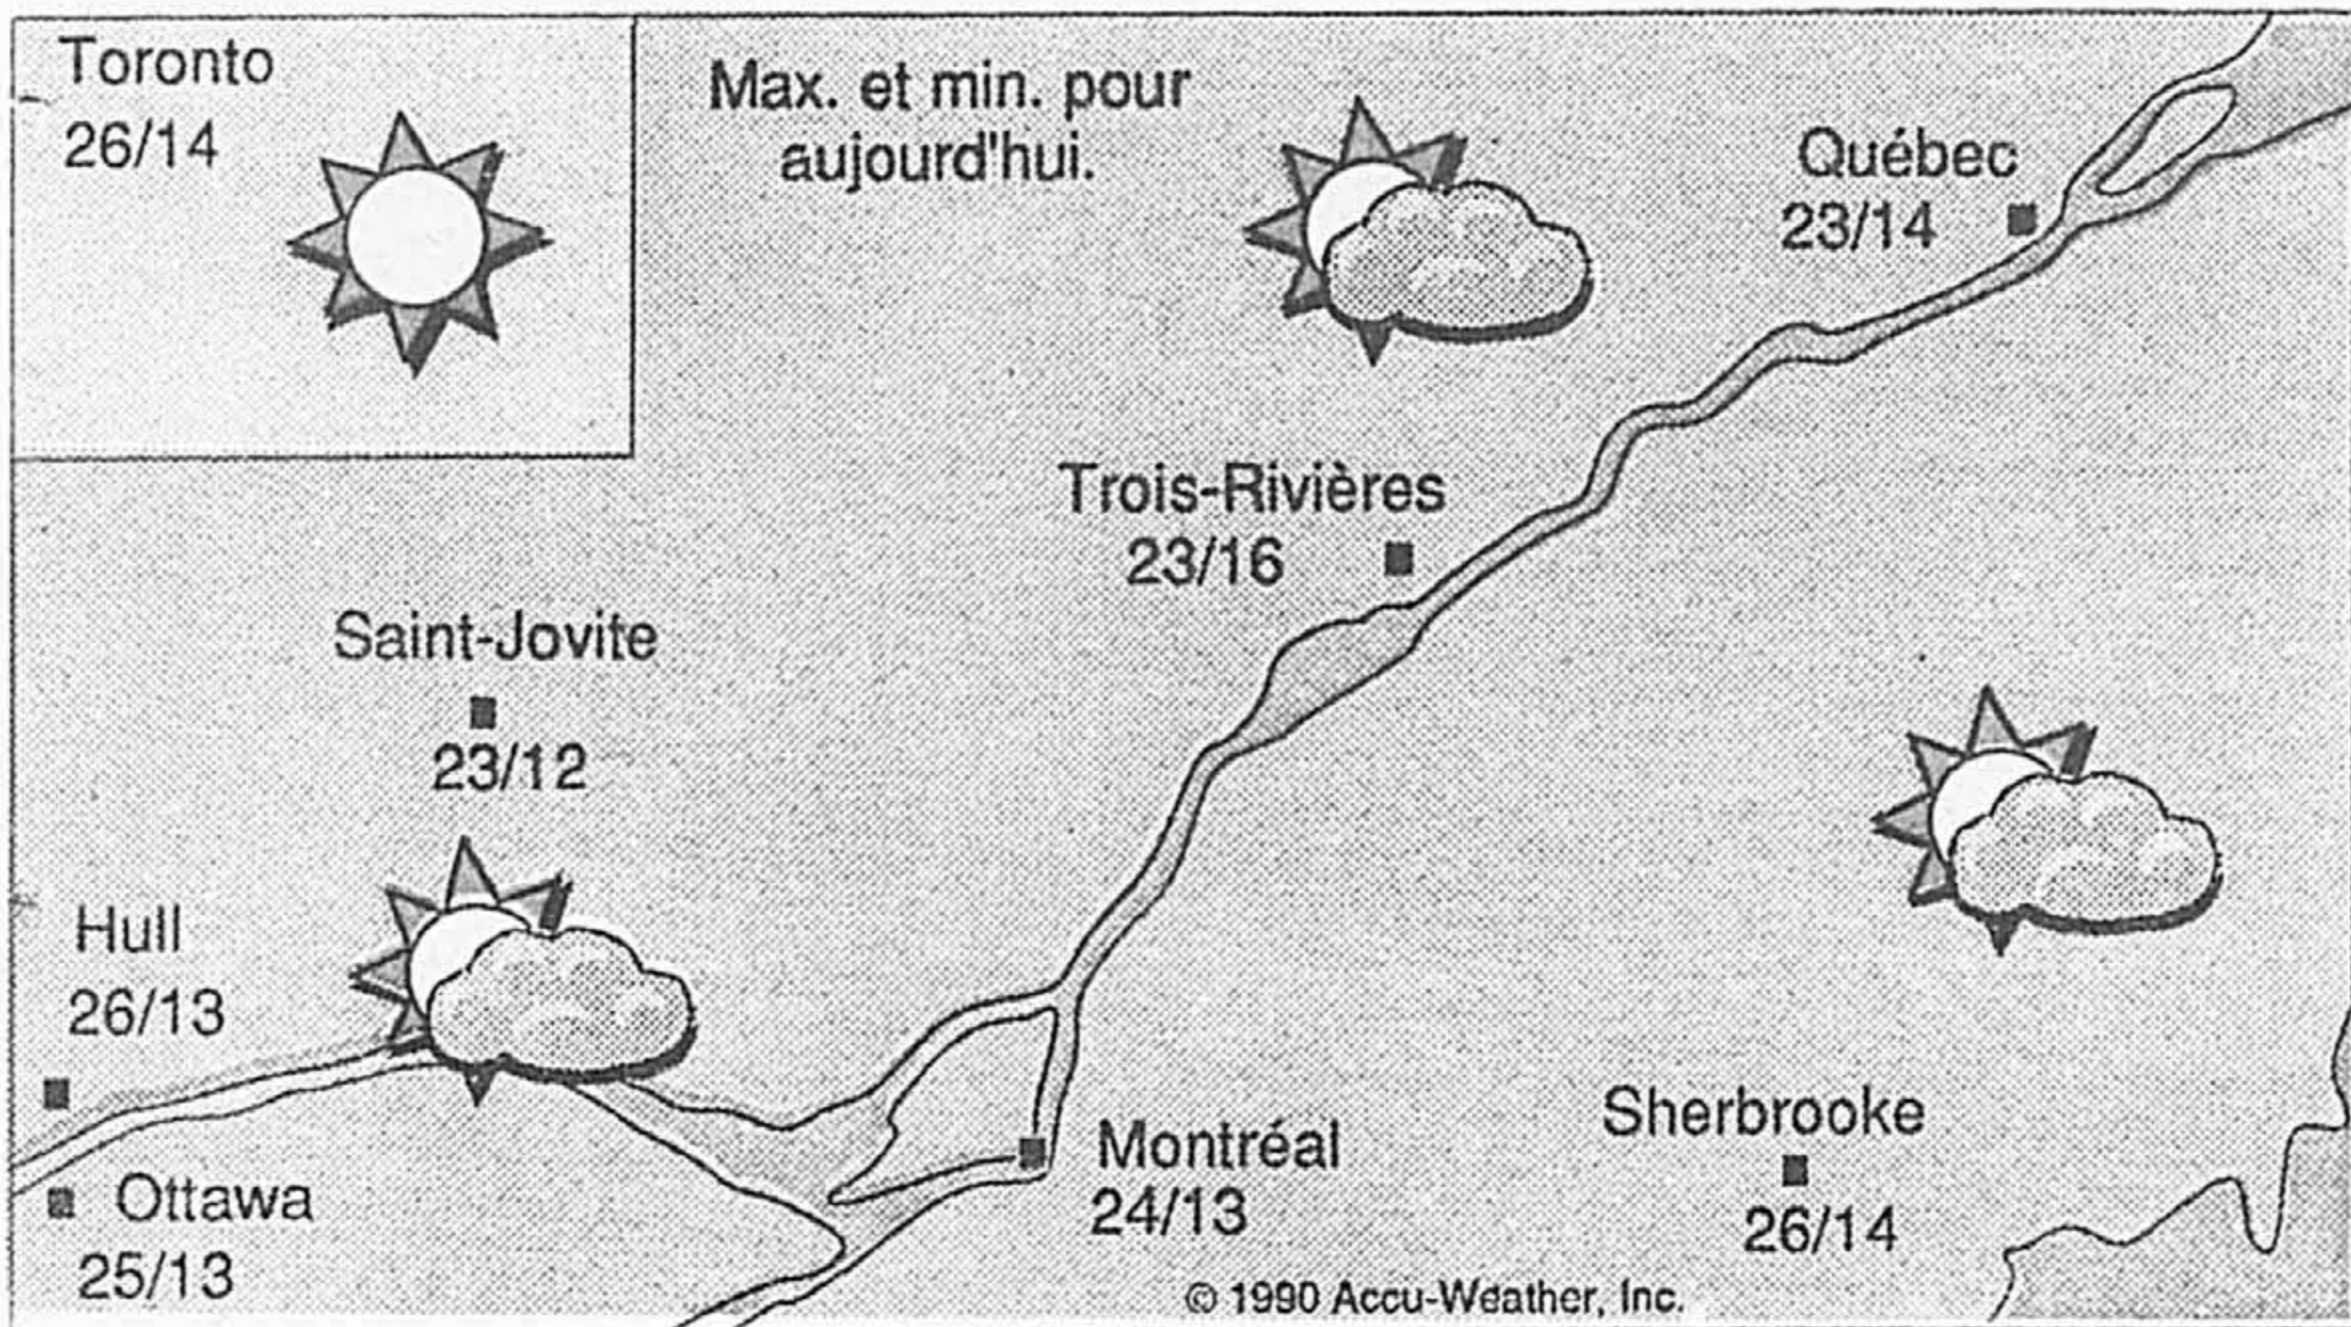 Toronto
26/14
Max. et min. pour
aujourd'hui.
Québec
23/14
Trois-Rivières
23/16
Saint-Jovite
23/12
Hull
26/13
Ottawa
25/13
Montréal
24/13
Sherbrooke
26/14
© 1990 Accu-Weather, Inc.